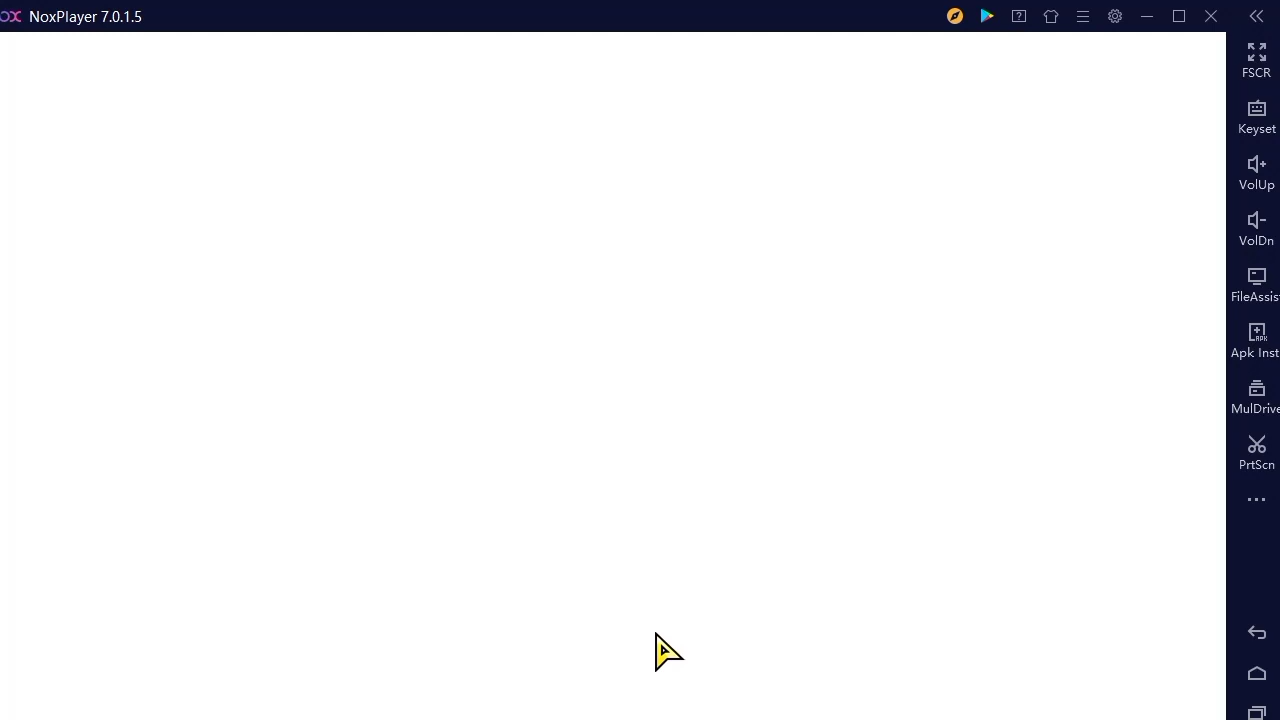 NoxPlayer 7.0.1.5
FSCR
Keyset
VolUp
VolDn
FileAssis
Apk Inst
MulDrive
PrtScn